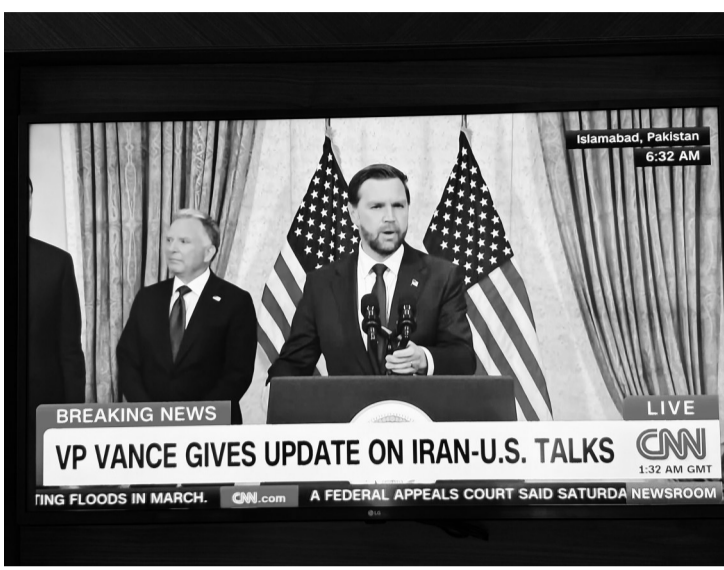 Islamabad, Pakistan
6:32 AM
BREAKING NEWS
LIVE
VP VANCE GIVES UPDATE ON IRAN-U.S. TALKS
CNN
1:32 AM GMT
TING FLOODS IN MARCH. CNN.com A FEDERAL APPEALS COURT SAID SATURDA NEWSROOM
LG